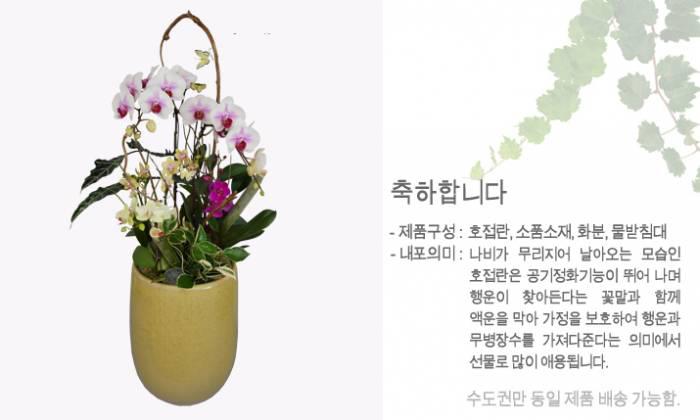 축하합니다
- 제품구성 : 호접란, 소품소재, 화분, 물받침대
- 내포의미 : 나비가 무리지어 날아오는 모습인
호접란은 공기정화기능이 뛰어 나며
행운이 찾아든다는 꽃말과 함께
액운을 막아 가정을 보호하여 행운과
무병장수를 가져다준다는 의미에서
선물로 많이 애용됩니다.
수도권만 동일 제품 배송 가능함.